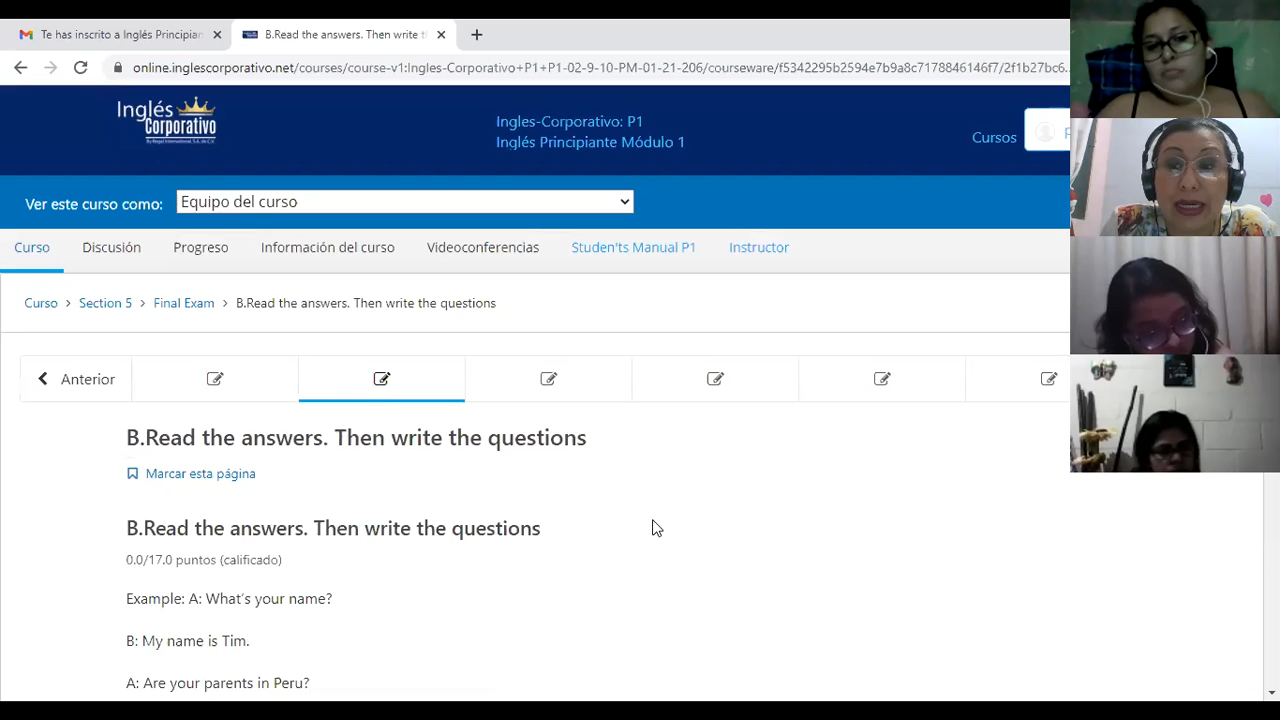 Te has inscrito a Inglés Principian
B.Read the answers. Then write t
online.inglescorporativo.net/courses/course-v1:Ingles-Corporativo+P1+P1-02-9-10-PM-01-21-206/courseware/f5342295b2594e7b9a8c7178846146f7/2f1b27bc6...
Inglés
Corporativo
Ingles-Corporativo: P1
Inglés Principiante Módulo 1
Cursos
Ver este curso como:
Equipo del curso
Curso
Discusión
Progreso
Información del curso
Videoconferencias
Studen'ts Manual P1
Instructor
Curso > Section 5 > Final Exam > B.Read the answers. Then write the questions
Anterior
B.Read the answers. Then write the questions
Marcar esta página
B.Read the answers. Then write the questions
0.0/17.0 puntos (calificado)
Example: A: What's your name?
B: My name is Tim.
A: Are your parents in Peru?